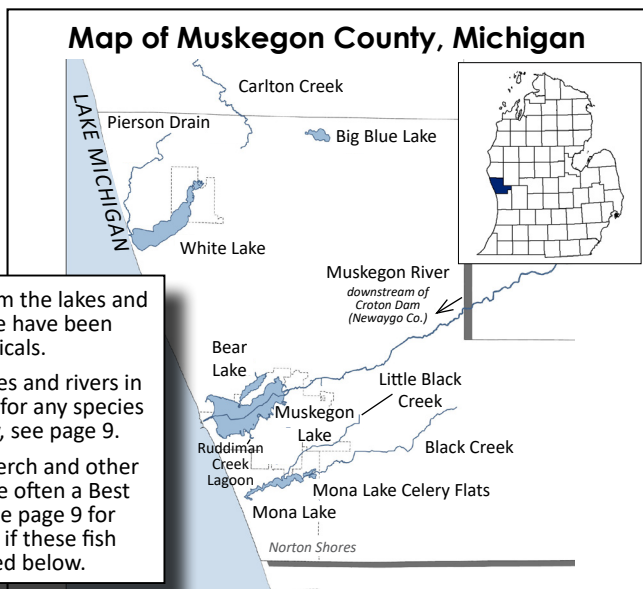 Map of Muskegon County, Michigan
Carlton Creek
Pierson Drain
Big Blue Lake
LAKE MICHIGAN
White Lake
Muskegon River
downstream of
Croton Dam
(Newaygo Co.)
Bear
Lake
Little Black
Creek
Muskegon
Lake
Ruddiman
Creek
Lagoon
Black Creek
Mona Lake Celery Flats
Mona Lake
Norton Shores
m the lakes and
e have been
icals.
es and rivers in
for any species
, see page 9.
erch and other
e often a Best
e page 9 for
if these fish
ed below.